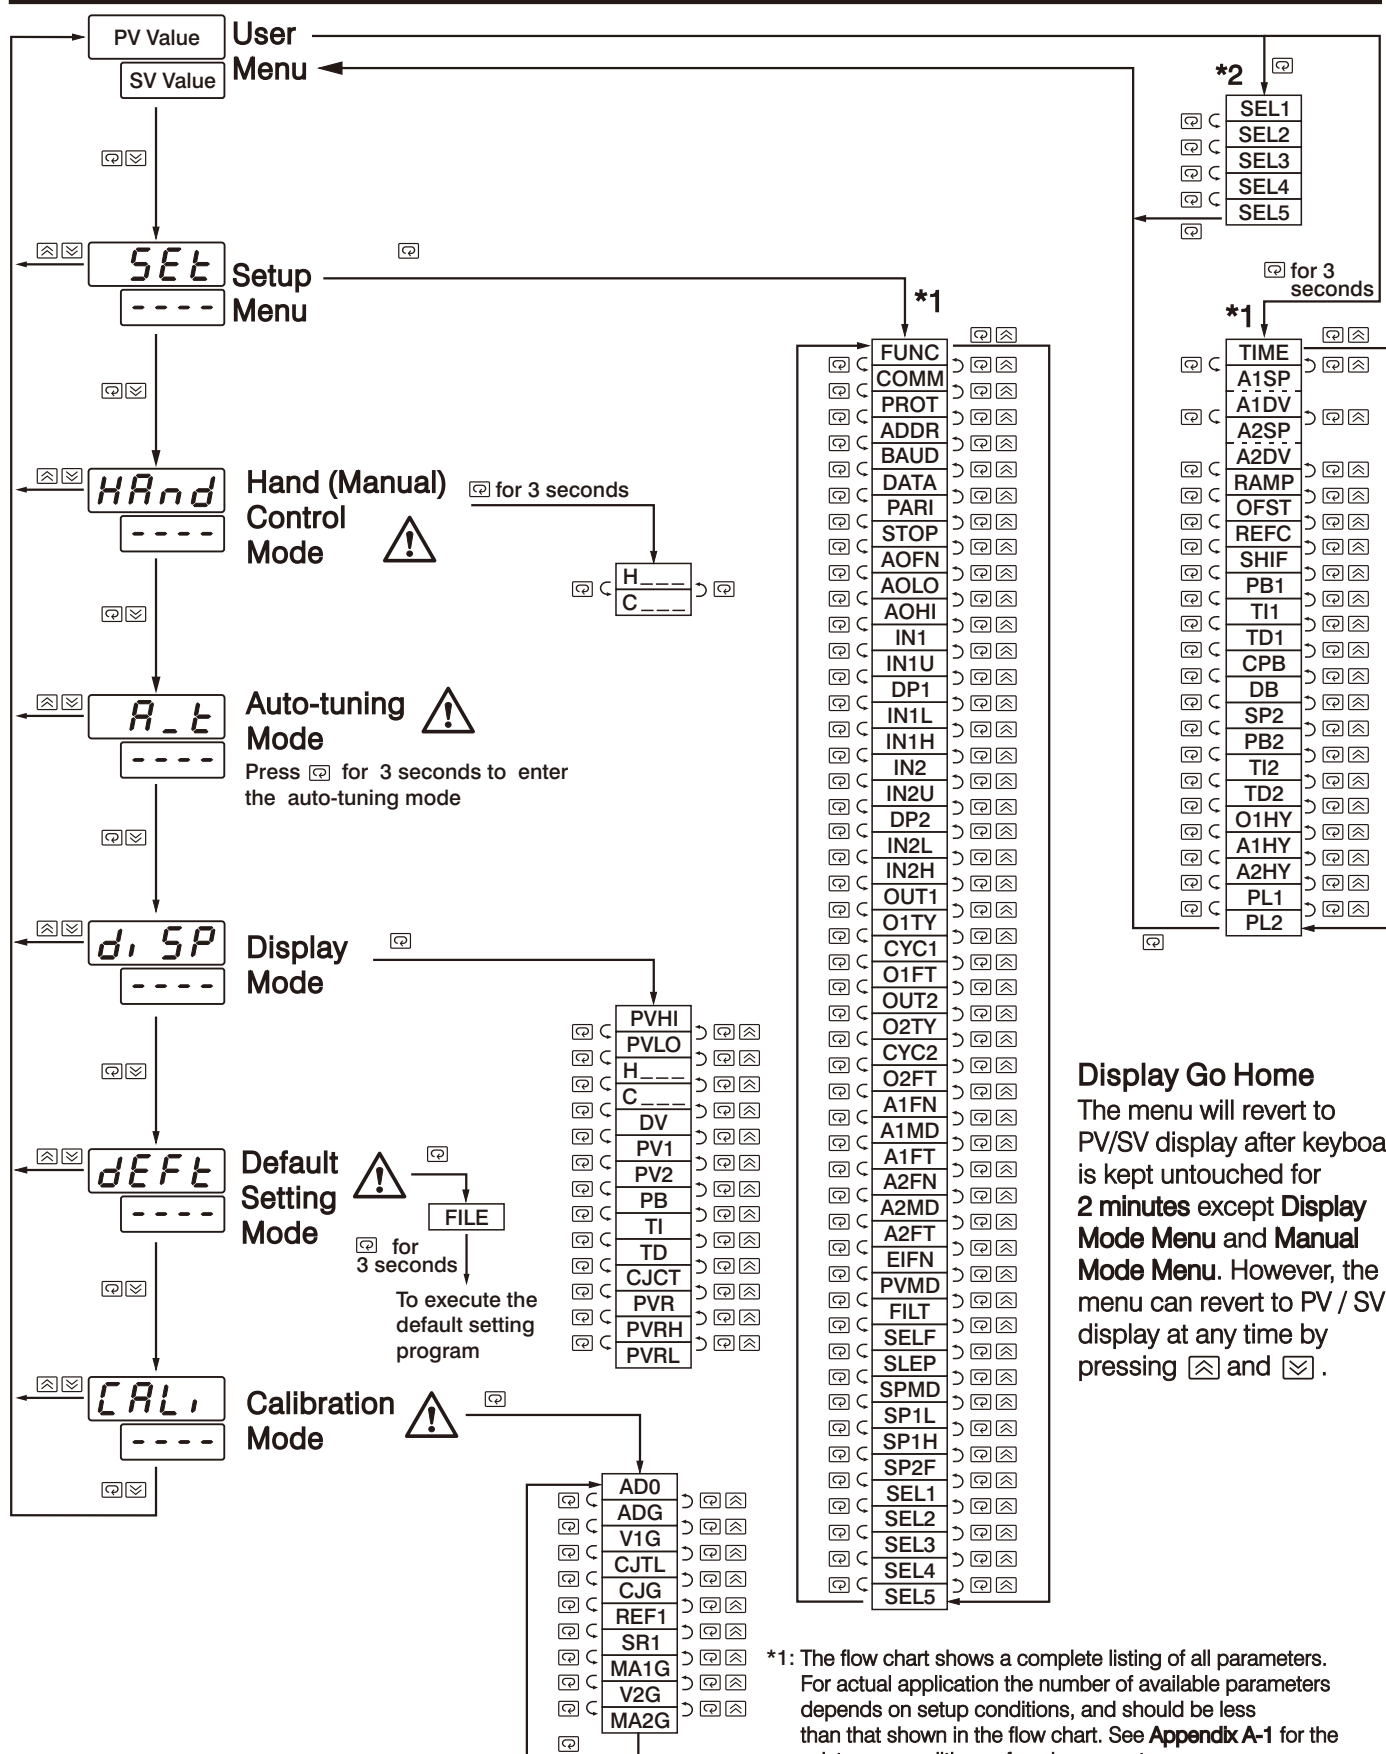 PV Value
SV Value
User
Menu
*2
SEL1
SEL2
SEL3
SEL4
SEL5
SEt
- - - -
Setup
Menu
for 3
seconds
*1
TIME
A1SP
A1DV
A2SP
A2DV
RAMP
OFST
REFC
SHIF
PB1
TI1
TD1
CPB
DB
SP2
PB2
TI2
TD2
O1HY
A1HY
A2HY
PL1
PL2
*1
FUNC
COMM
PROT
ADDR
BAUD
DATA
PARI
STOP
AOFN
AOLO
AOHI
IN1
IN1U
DP1
IN1L
IN1H
IN2
IN2U
DP2
IN2L
IN2H
OUT1
O1TY
CYC1
O1FT
OUT2
O2TY
CYC2
O2FT
A1FN
A1MD
A1FT
A2FN
A2MD
A2FT
EIFN
PVMD
FILT
SELF
SLEP
SPMD
SP1L
SP1H
SP2F
SEL1
SEL2
SEL3
SEL4
SEL5
HAnd
- - - -
Hand (Manual)
Control
Mode
for 3 seconds
H_ _ _
C_ _ _
A_t
- - - -
Auto-tuning
Mode
Press for 3 seconds to enter
the auto-tuning mode
di SP
- - - -
Display
Mode
PVHI
PVLO
H_ _ _
C_ _ _
DV
PV1
PV2
PB
TI
TD
CJCT
PVR
PVRH
PVRL
dEFt
- - - -
Default
Setting
Mode
FILE
for
3 seconds
To execute the
default setting
program
CALi
- - - -
Calibration
Mode
AD0
ADG
V1G
CJTL
CJG
REF1
SR1
MA1G
V2G
MA2G
Display Go Home
The menu will revert to
PV/SV display after keyboa
is kept untouched for
2 minutes except Display
Mode Menu and Manual
Mode Menu. However, the
menu can revert to PV / SV
display at any time by
pressing and .
*1: The flow chart shows a complete listing of all parameters.
For actual application the number of available parameters
depends on setup conditions, and should be less
than that shown in the flow chart. See Appendix A-1 for the